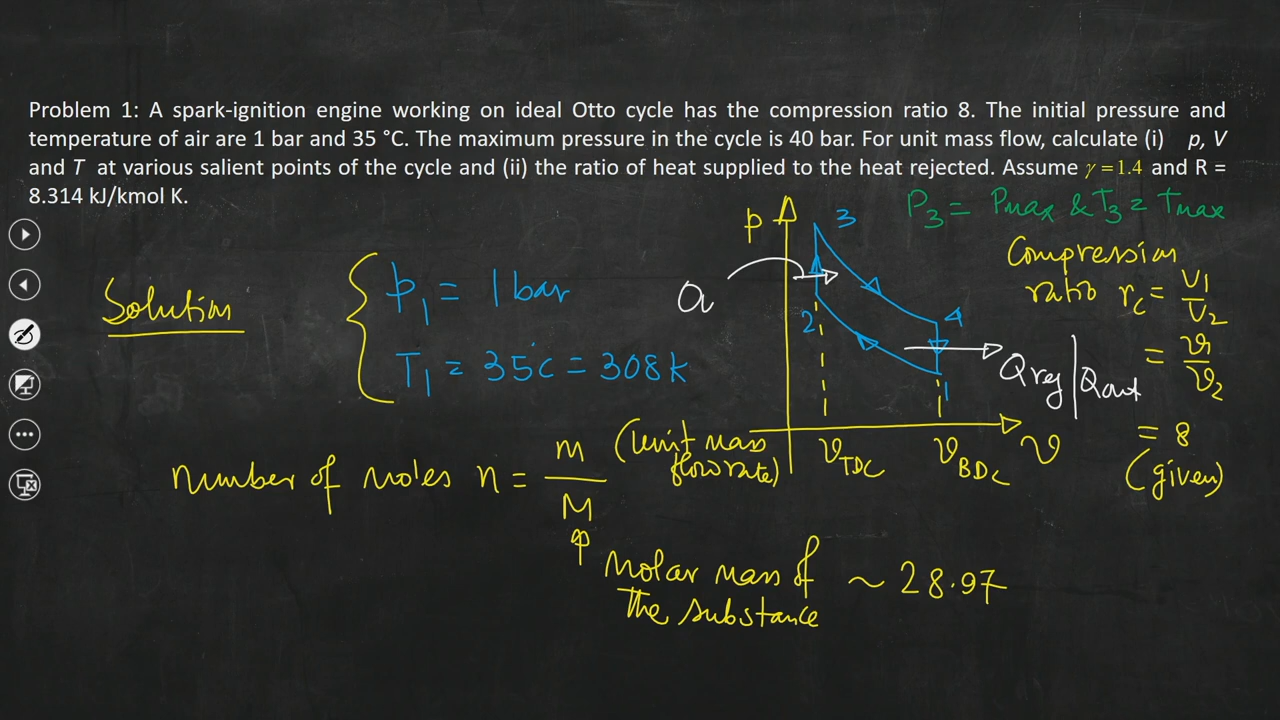 Problem 1: A spark-ignition engine working on ideal Otto cycle has the compression ratio 8. The initial pressure and
temperature of air are 1 bar and 35 °C. The maximum pressure in the cycle is 40 bar. For unit mass flow, calculate (i) p, V
and T at various salient points of the cycle and (ii) the ratio of heat supplied to the heat rejected. Assume γ = 1.4 and R =
8.314 kJ/kmol K.
P3 = Pmax & T3 = Tmax
p
3
Compression
ratio rc = V1/V2
Solution
p1 = 1 bar
Q
2
4
= v1/v2
T1 = 35°C = 308 K
1
Qrej/Qout
= 8
(given)
Number of moles n = m/M
(unit mass
flow rate)
vTDC
vBDC
v
Molar mass of
the substance
~ 28.97